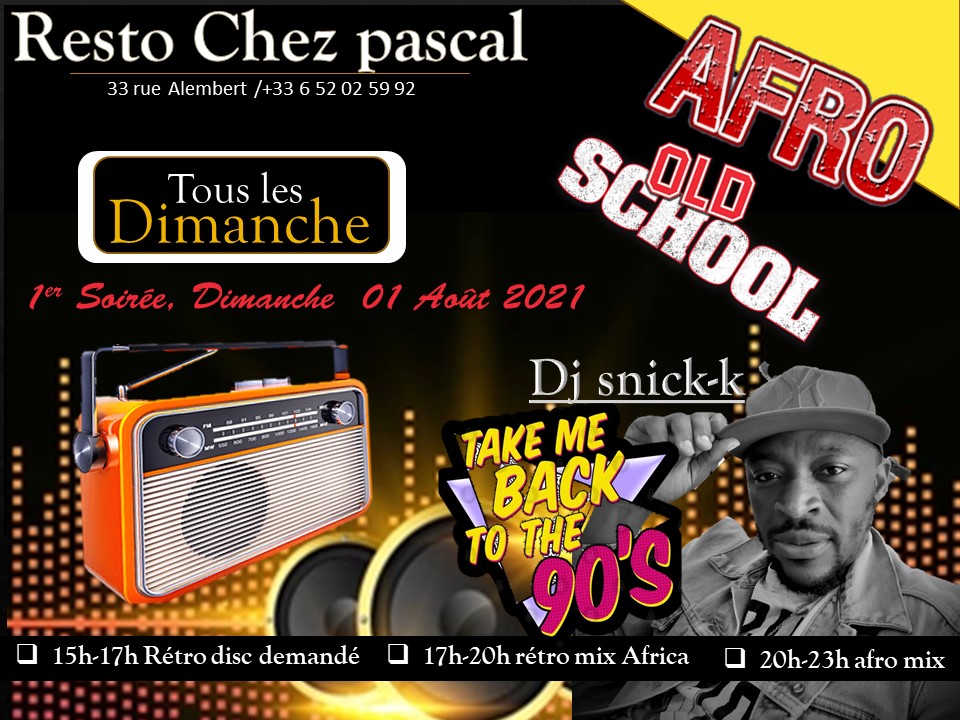 Resto Chez pascal
33 rue Alembert /+33 6 52 02 59 92
AFRO
OLD
SCHOOL
Tous les
Dimanche
1er Soirée, Dimanche 01 Août 2021
Dj snick-k
TAKE ME
BACK
TO THE
90'S
FM
MW
❑ 15h-17h Rétro disc demandé
❑ 17h-20h rétro mix Africa
❑ 20h-23h afro mix